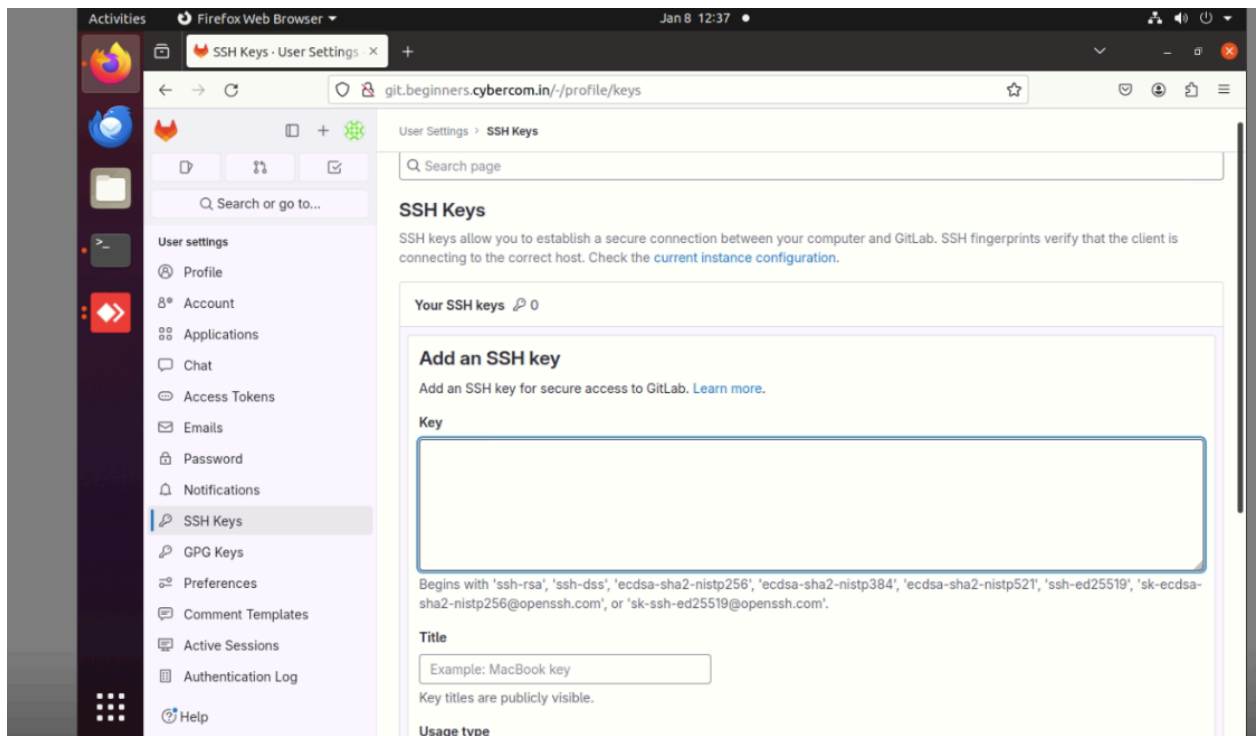 Activities
Firefox Web Browser
Jan 8 12:37
SSH Keys · User Settings ·
git.beginners.cybercom.in/-/profile/keys
User Settings > SSH Keys
Search page
Search or go to...
User settings
Profile
Account
Applications
Chat
Access Tokens
Emails
Password
Notifications
SSH Keys
GPG Keys
Preferences
Comment Templates
Active Sessions
Authentication Log
Help
SSH Keys
SSH keys allow you to establish a secure connection between your computer and GitLab. SSH fingerprints verify that the client is
connecting to the correct host. Check the current instance configuration.
Your SSH keys 0
Add an SSH key
Add an SSH key for secure access to GitLab. Learn more.
Key
Begins with 'ssh-rsa', 'ssh-dss', 'ecdsa-sha2-nistp256', 'ecdsa-sha2-nistp384', 'ecdsa-sha2-nistp521', 'ssh-ed25519', 'sk-ecdsa-
sha2-nistp256@openssh.com', or 'sk-ssh-ed25519@openssh.com'.
Title
Example: MacBook key
Key titles are publicly visible.
Usage type